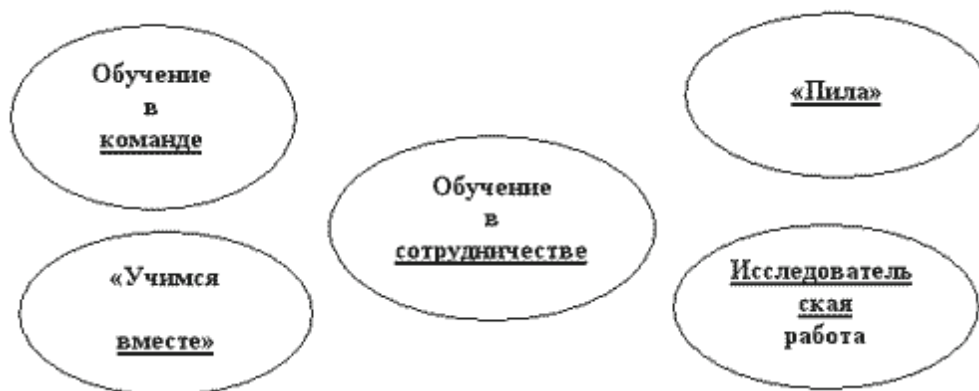 Обучение
в
команде
«Пила»
Обучение
в
сотрудничестве
«Учимся
вместе»
Исследователь
ская
работа